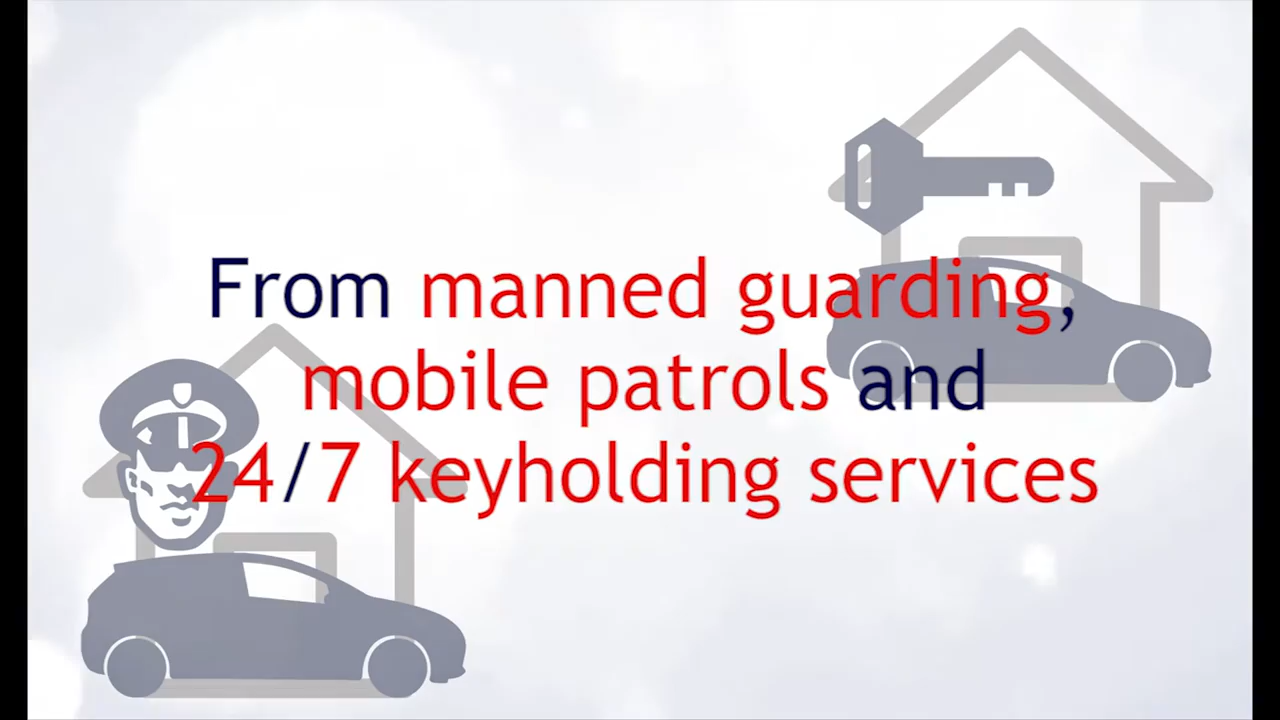 From manned guarding,
mobile patrols and
24/7 keyholding services